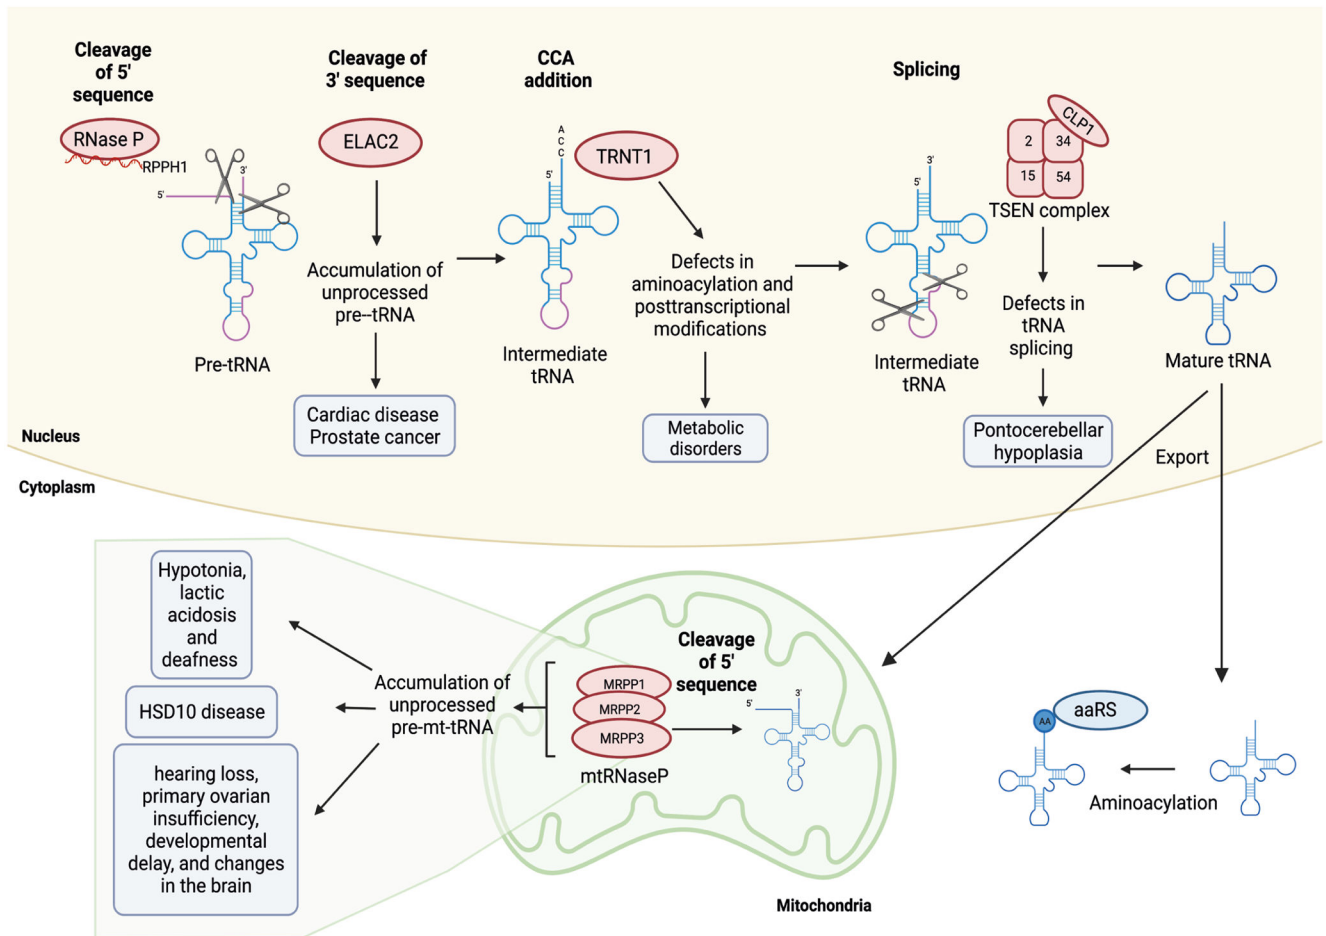 Cleavage
of 5'
sequence
RNase P
RPPH1
5'
3'
Pre-tRNA
Cleavage of
3' sequence
ELAC2
Accumulation of
unprocessed
pre--tRNA
Cardiac disease
Prostate cancer
CCA
addition
A
C
C
5'
TRNT1
Intermediate
tRNA
Defects in
aminoacylation and
posttranscriptional
modifications
Metabolic
disorders
Splicing
3'
5'
Intermediate
tRNA
CLP1
2
34
15
54
TSEN complex
Defects in
tRNA
splicing
Pontocerebellar
hypoplasia
Mature tRNA
Nucleus
Cytoplasm
Export
Hypotonia,
lactic
acidosis
and
deafness
HSD10 disease
hearing loss,
primary ovarian
insufficiency,
developmental
delay, and changes
in the brain
Accumulation of
unprocessed
pre-mt-tRNA
MRPP1
MRPP2
MRPP3
mtRNaseP
Cleavage
of 5'
sequence
5'
3'
Mitochondria
AA
aaRS
Aminoacylation